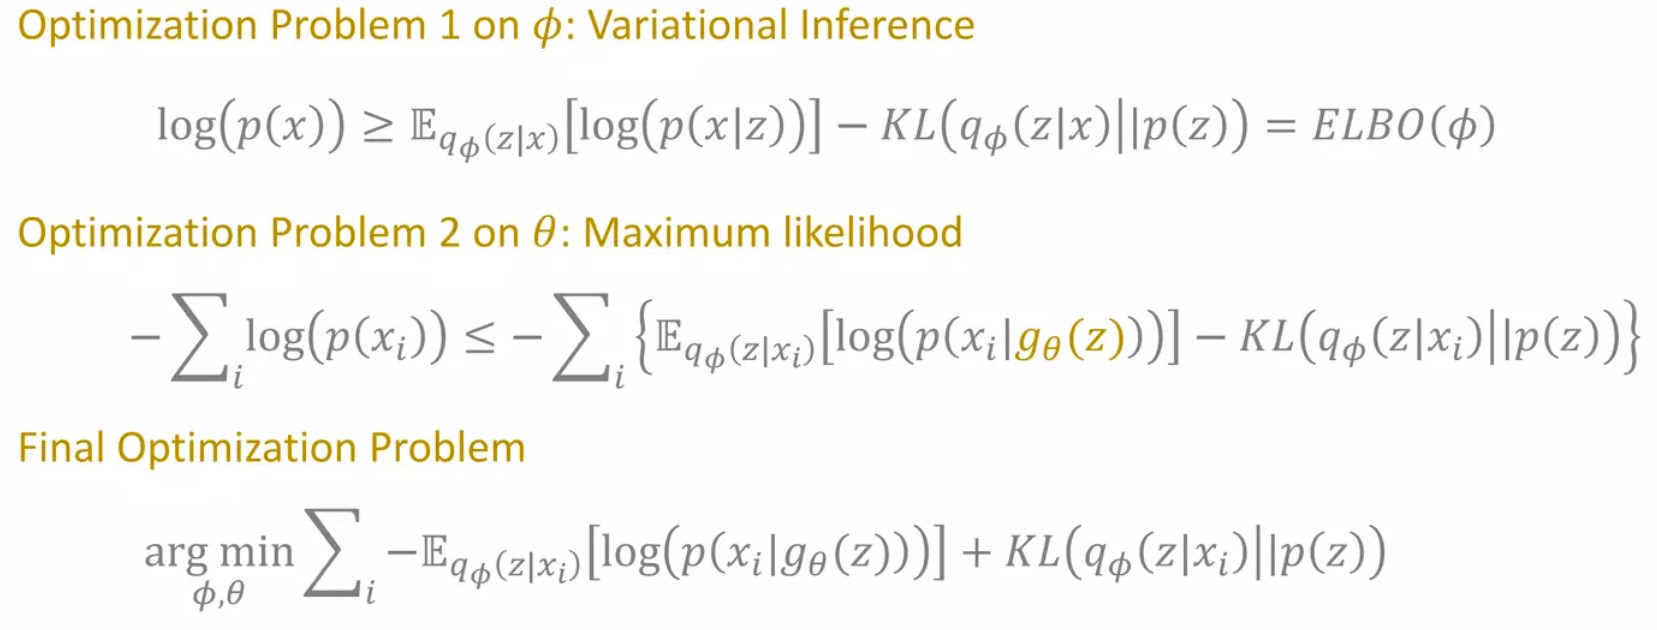 Optimization Problem 1 on ϕ: Variational Inference
log(p(x)) ≥ 𝔼_{q_ϕ(z|x)}[log(p(x|z))] − KL(q_ϕ(z|x)||p(z)) = ELBO(ϕ)
Optimization Problem 2 on θ: Maximum likelihood
−∑_i log(p(x_i)) ≤ −∑_i {𝔼_{q_ϕ(z|x_i)}[log(p(x_i|g_θ(z)))] − KL(q_ϕ(z|x_i)||p(z))}
Final Optimization Problem
arg min_{ϕ,θ} ∑_i −𝔼_{q_ϕ(z|x_i)}[log(p(x_i|g_θ(z)))] + KL(q_ϕ(z|x_i)||p(z))